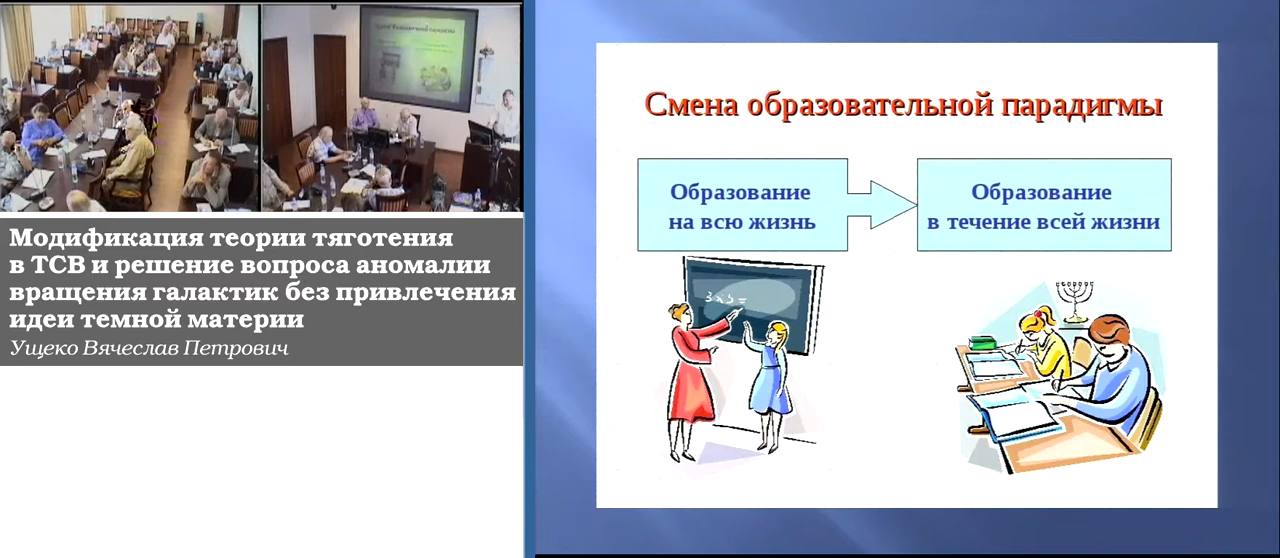 Модификация теории тяготения
в ТСВ и решение вопроса аномалии
вращения галактик без привлечения
идеи темной материи
Ущеко Вячеслав Петрович
Смена образовательной парадигмы
Образование
на всю жизнь
Образование
в течение всей жизни
3x3=